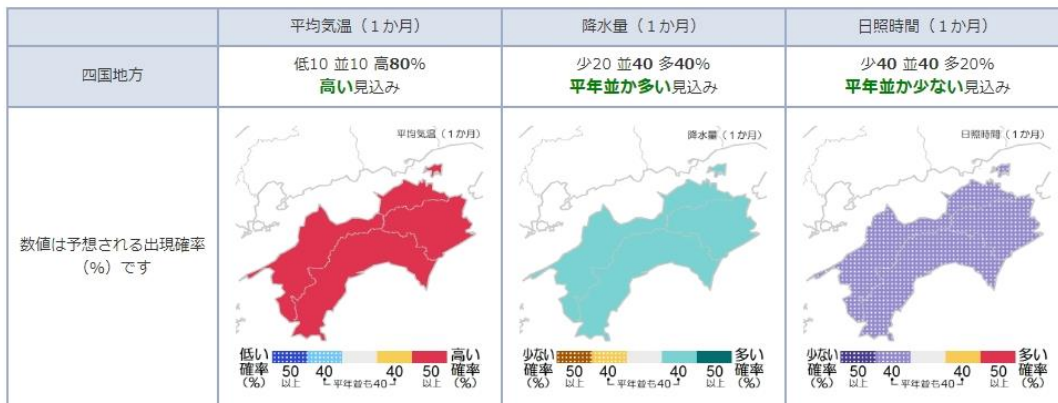 平均気温（１か月）
降水量（１か月）
日照時間（１か月）
四国地方
低10 並10 高80%
高い見込み
少20 並40 多40%
平年並か多い見込み
少40 並40 多20%
平年並か少ない見込み
数値は予想される出現確率
（%）です
平均気温（１か月）
低い
確率
(%)
50
以上
40
平年並も40
40
50
以上
高い
確率
(%)
降水量（１か月）
少ない
確率
(%)
50
以上
40
平年並も40
40
50
以上
多い
確率
(%)
日照時間（１か月）
少ない
確率
(%)
50
以上
40
平年並も40
40
50
以上
多い
確率
(%)